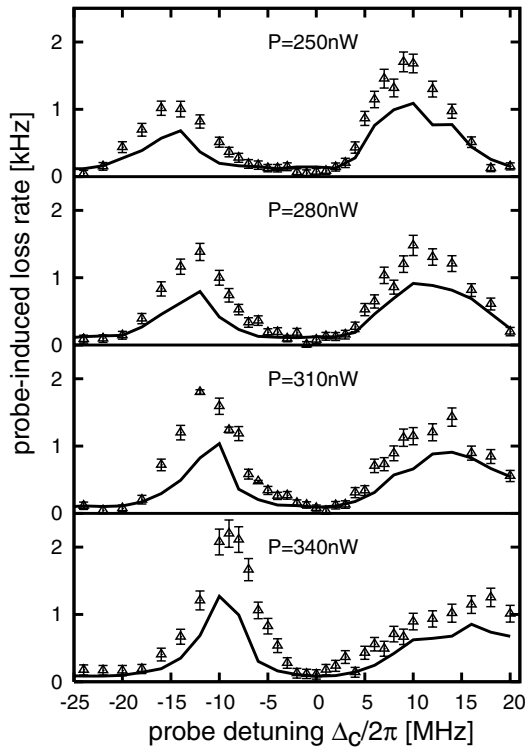 P=250nW
2
1
0
P=280nW
2
1
0
P=310nW
2
1
0
P=340nW
2
1
0
-25 -20 -15 -10 -5 0 5 10 15 20
probe detuning Δc/2π [MHz]
probe-induced loss rate [kHz]